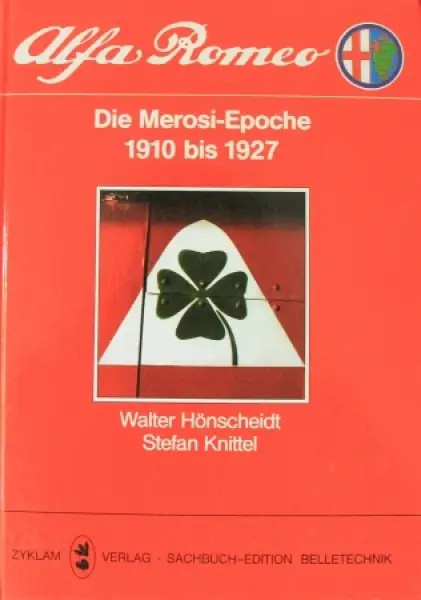 Alfa Romeo
Die Merosi-Epoche
1910 bis 1927
Walter Hönscheidt
Stefan Knittel
ZYKLAM VERLAG · SACHBUCH-EDITION BELLETECHNIK